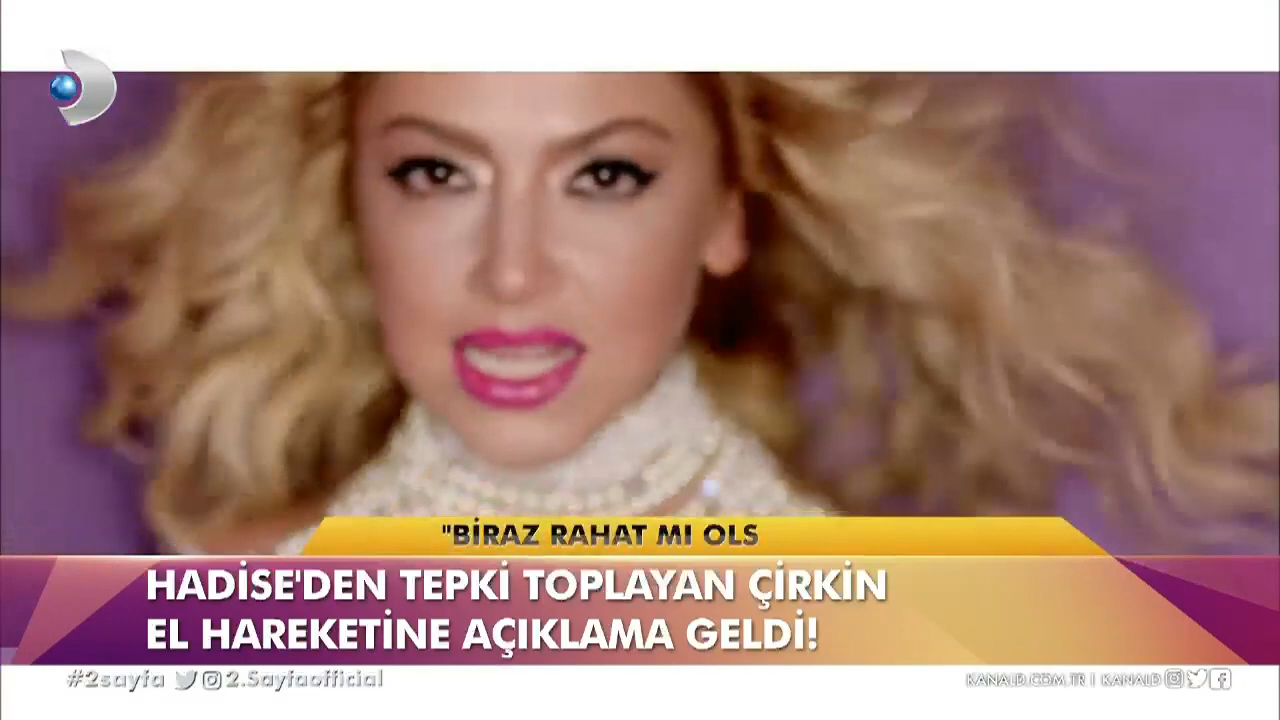 "BİRAZ RAHAT MI OLS
HADİSE'DEN TEPKİ TOPLAYAN ÇİRKİN
EL HAREKETİNE AÇIKLAMA GELDİ!
#2sayfa 2.Sayfaofficial
KANALD.COM.TR | KANALD